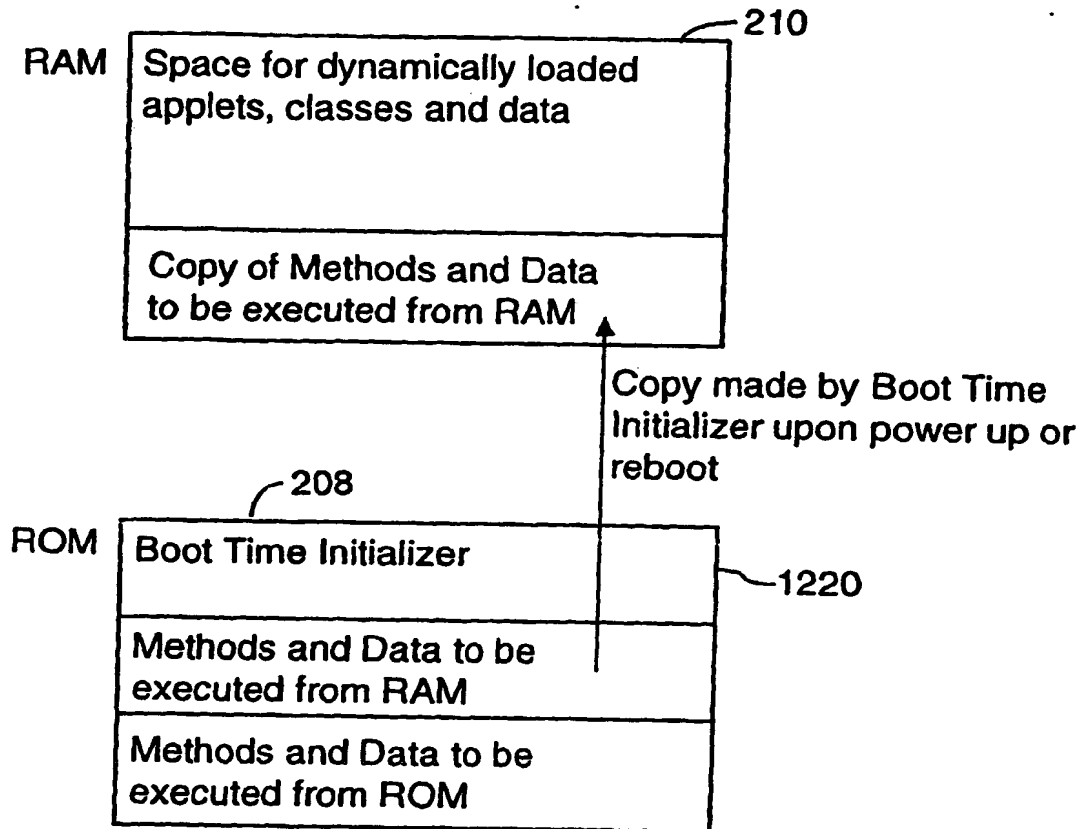 210
RAM
Space for dynamically loaded
applets, classes and data
Copy of Methods and Data
to be executed from RAM
Copy made by Boot Time
Initializer upon power up or
reboot
208
ROM
Boot Time Initializer
1220
Methods and Data to be
executed from RAM
Methods and Data to be
executed from ROM